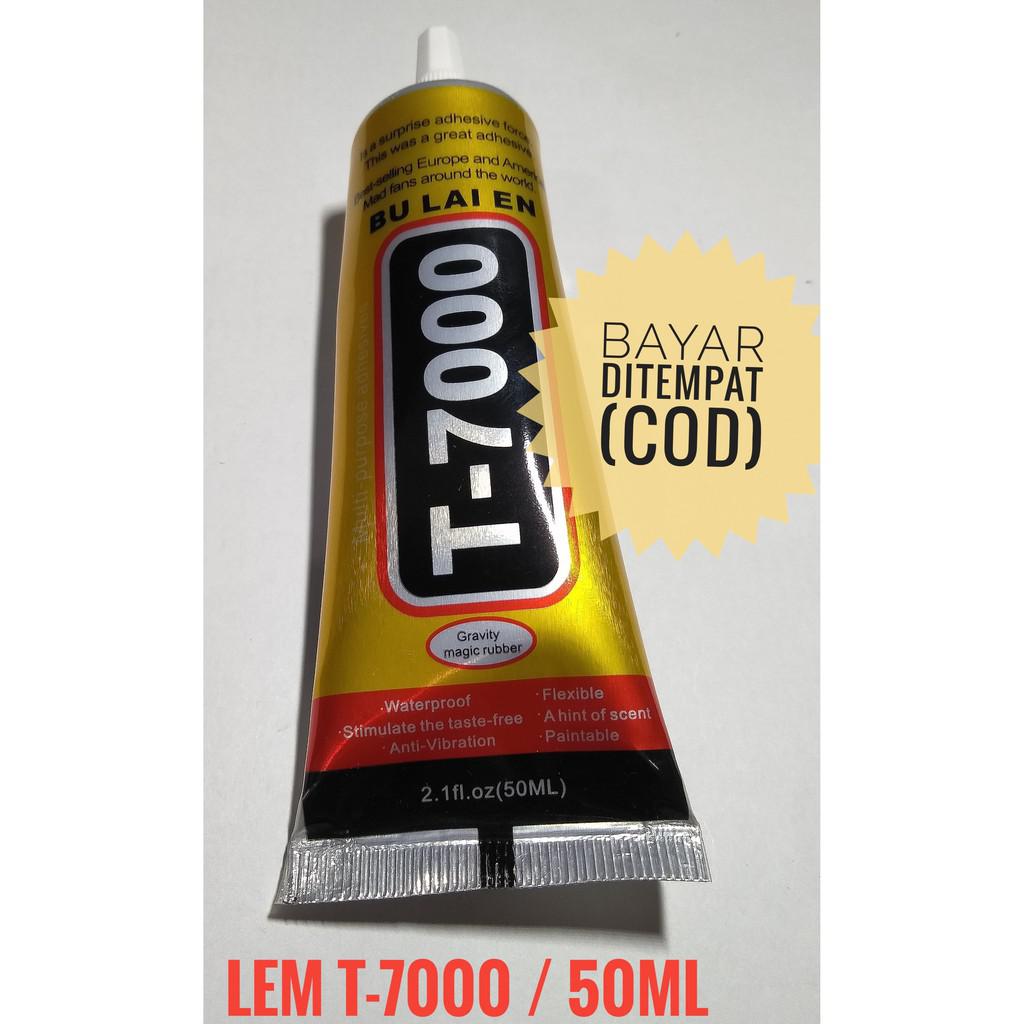 Is a surprise adhesive force
This was a great adhesive
Best-selling Europe and America
Mad fans around the world
BU LAI EN
T-7000
Multi-purpose adhesives
BAYAR
DITEMPAT
(COD)
Gravity
magic rubber
·Waterproof
·Flexible
·Stimulate the taste-free
·A hint of scent
·Anti-Vibration
·Paintable
2.1fl.oz(50ML)
LEM T-7000 / 50ML